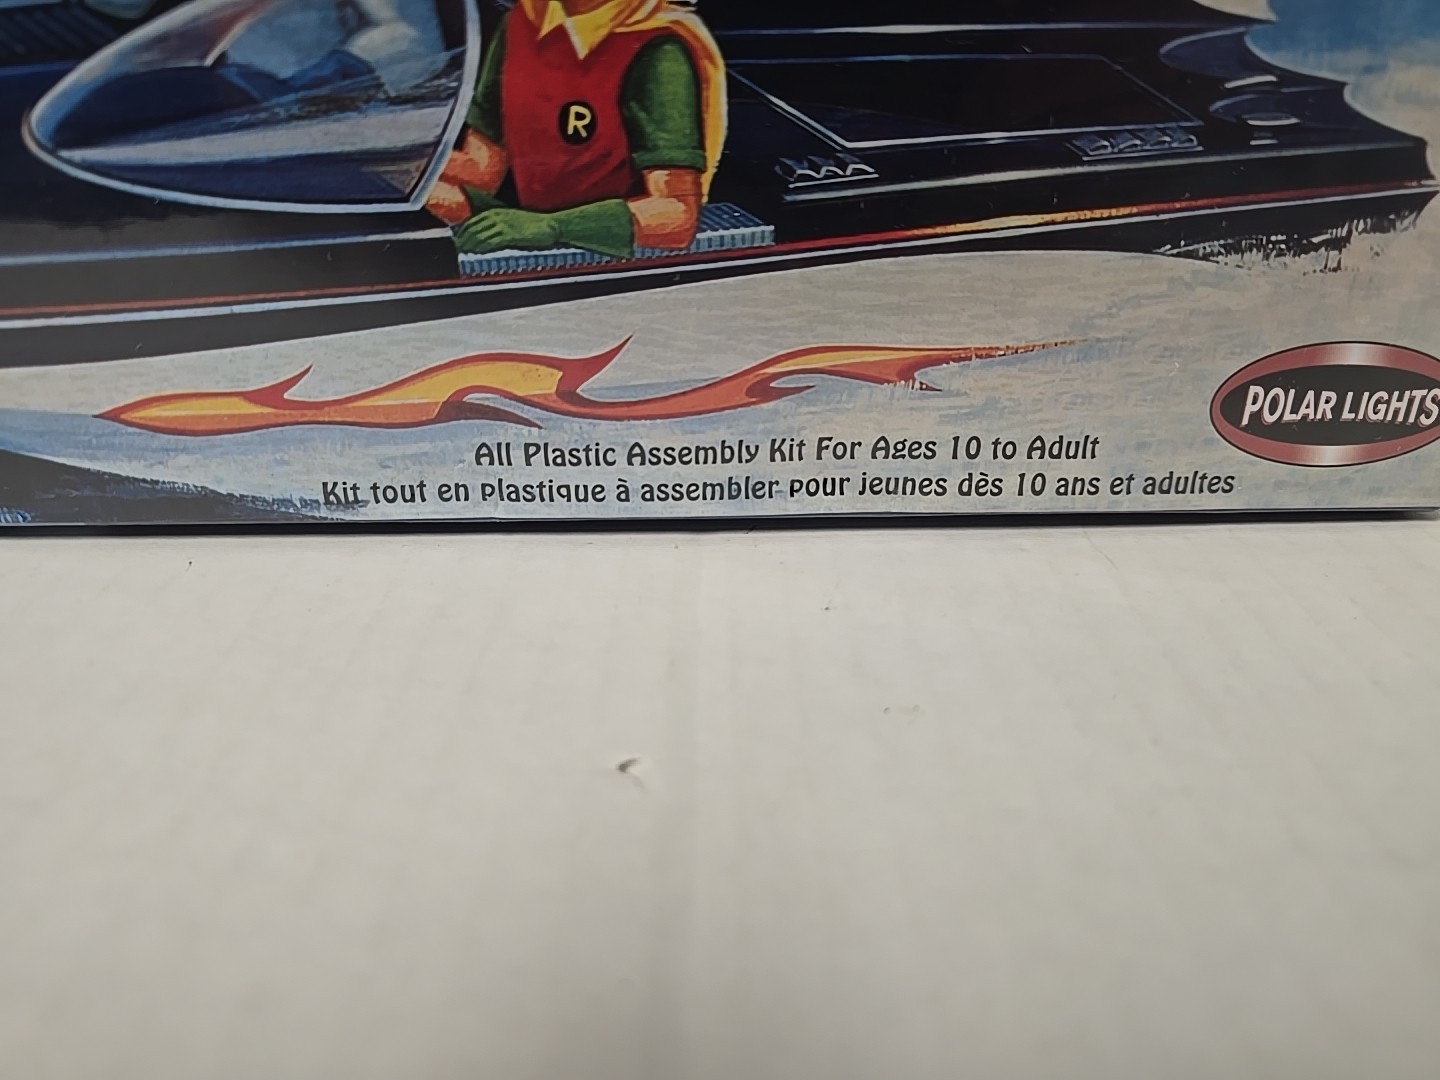 R
POLAR LIGHTS
All Plastic Assembly Kit For Ages 10 to Adult
Kit tout en plastique à assembler pour jeunes dès 10 ans et adultes